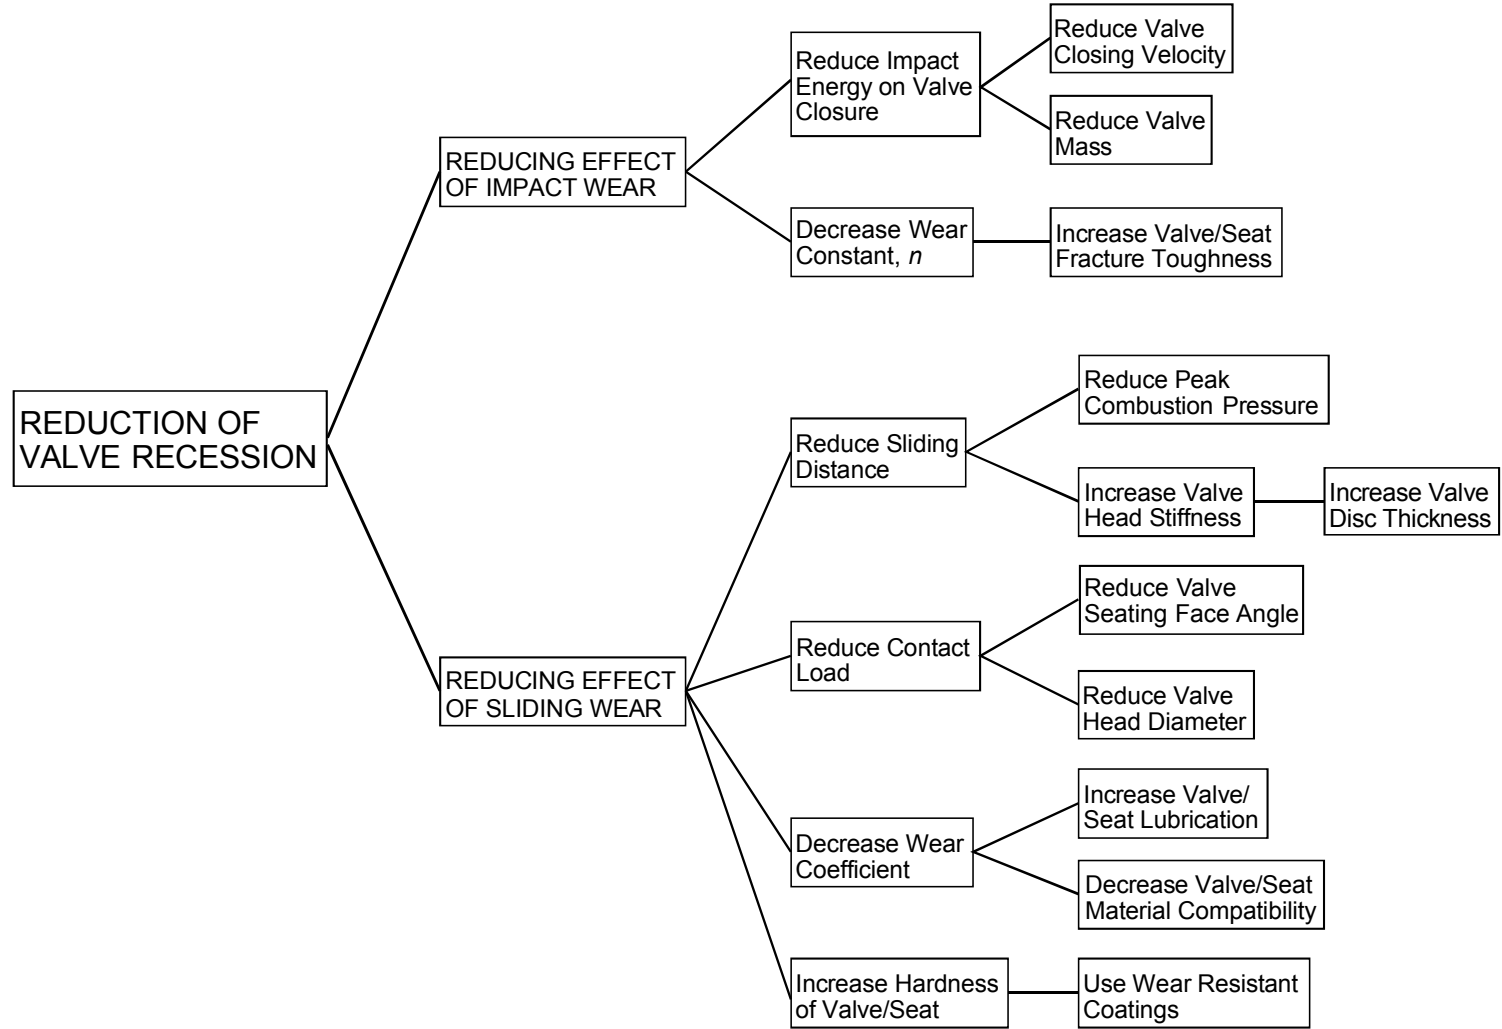 REDUCTION OF
VALVE RECESSION
REDUCING EFFECT
OF IMPACT WEAR
Reduce Impact
Energy on Valve
Closure
Reduce Valve
Closing Velocity
Reduce Valve
Mass
Decrease Wear
Constant, n
Increase Valve/Seat
Fracture Toughness
REDUCING EFFECT
OF SLIDING WEAR
Reduce Sliding
Distance
Reduce Peak
Combustion Pressure
Increase Valve
Head Stiffness
Increase Valve
Disc Thickness
Reduce Contact
Load
Reduce Valve
Seating Face Angle
Reduce Valve
Head Diameter
Decrease Wear
Coefficient
Increase Valve/
Seat Lubrication
Decrease Valve/Seat
Material Compatibility
Increase Hardness
of Valve/Seat
Use Wear Resistant
Coatings